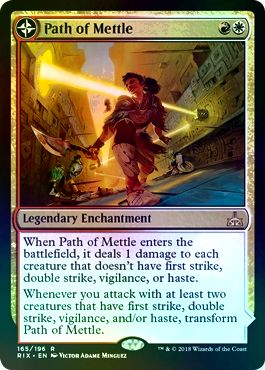 Path of Mettle
Legendary Enchantment
When Path of Mettle enters the
battlefield, it deals 1 damage to each
creature that doesn't have first strike,
double strike, vigilance, or haste.
Whenever you attack with at least two
creatures that have first strike, double
strike, vigilance, and/or haste, transform
Path of Mettle.
165/196 R
RIX • EN VICTOR ADAME MINGUEZ
™ & © 2018 Wizards of the Coast